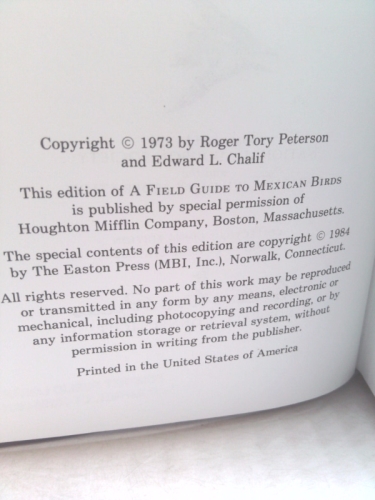 Copyright © 1973 by Roger Tory Peterson
and Edward L. Chalif
This edition of A FIELD GUIDE TO MEXICAN BIRDS
is published by special permission of
Houghton Mifflin Company, Boston, Massachusetts.
The special contents of this edition are copyright © 1984
by The Easton Press (MBI, Inc.), Norwalk, Connecticut.
All rights reserved. No part of this work may be reproduced
or transmitted in any form by any means, electronic or
mechanical, including photocopying and recording, or by
any information storage or retrieval system, without
permission in writing from the publisher.
Printed in the United States of America